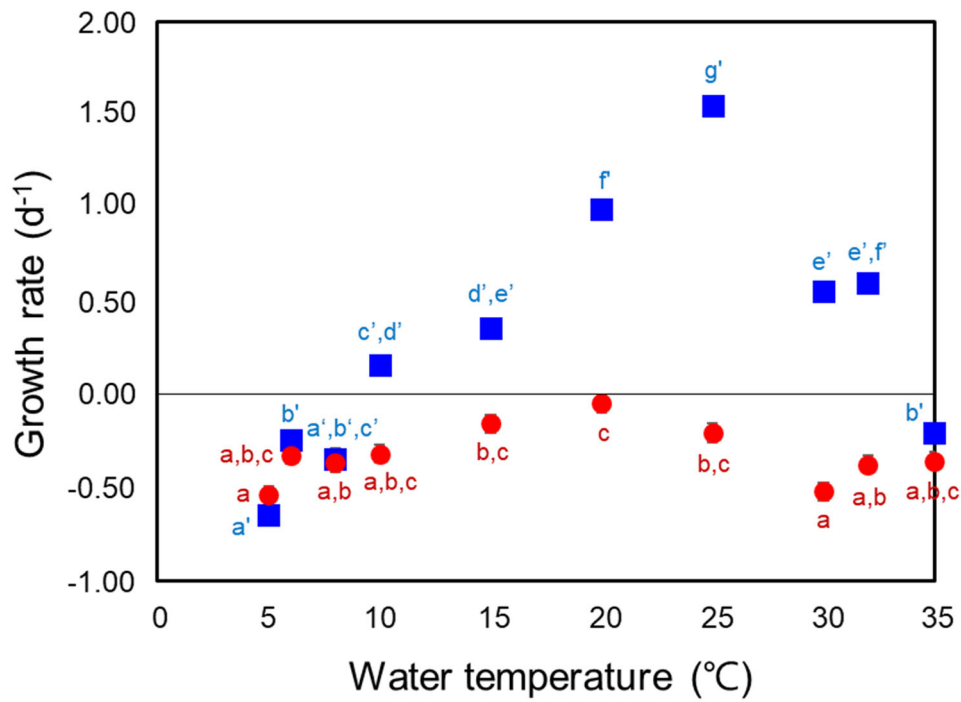 2.00
g'
1.50
f'
1.00
e' e',f'
d',e'
0.50
c',d'
0.00
b' a',b',c' b'
a,b,c c
b,c b,c
a a,b a,b,c a,b a,b,c
-0.50
a' a
-1.00
0 5 10 15 20 25 30 35
Water temperature (℃)
Growth rate (d-1)